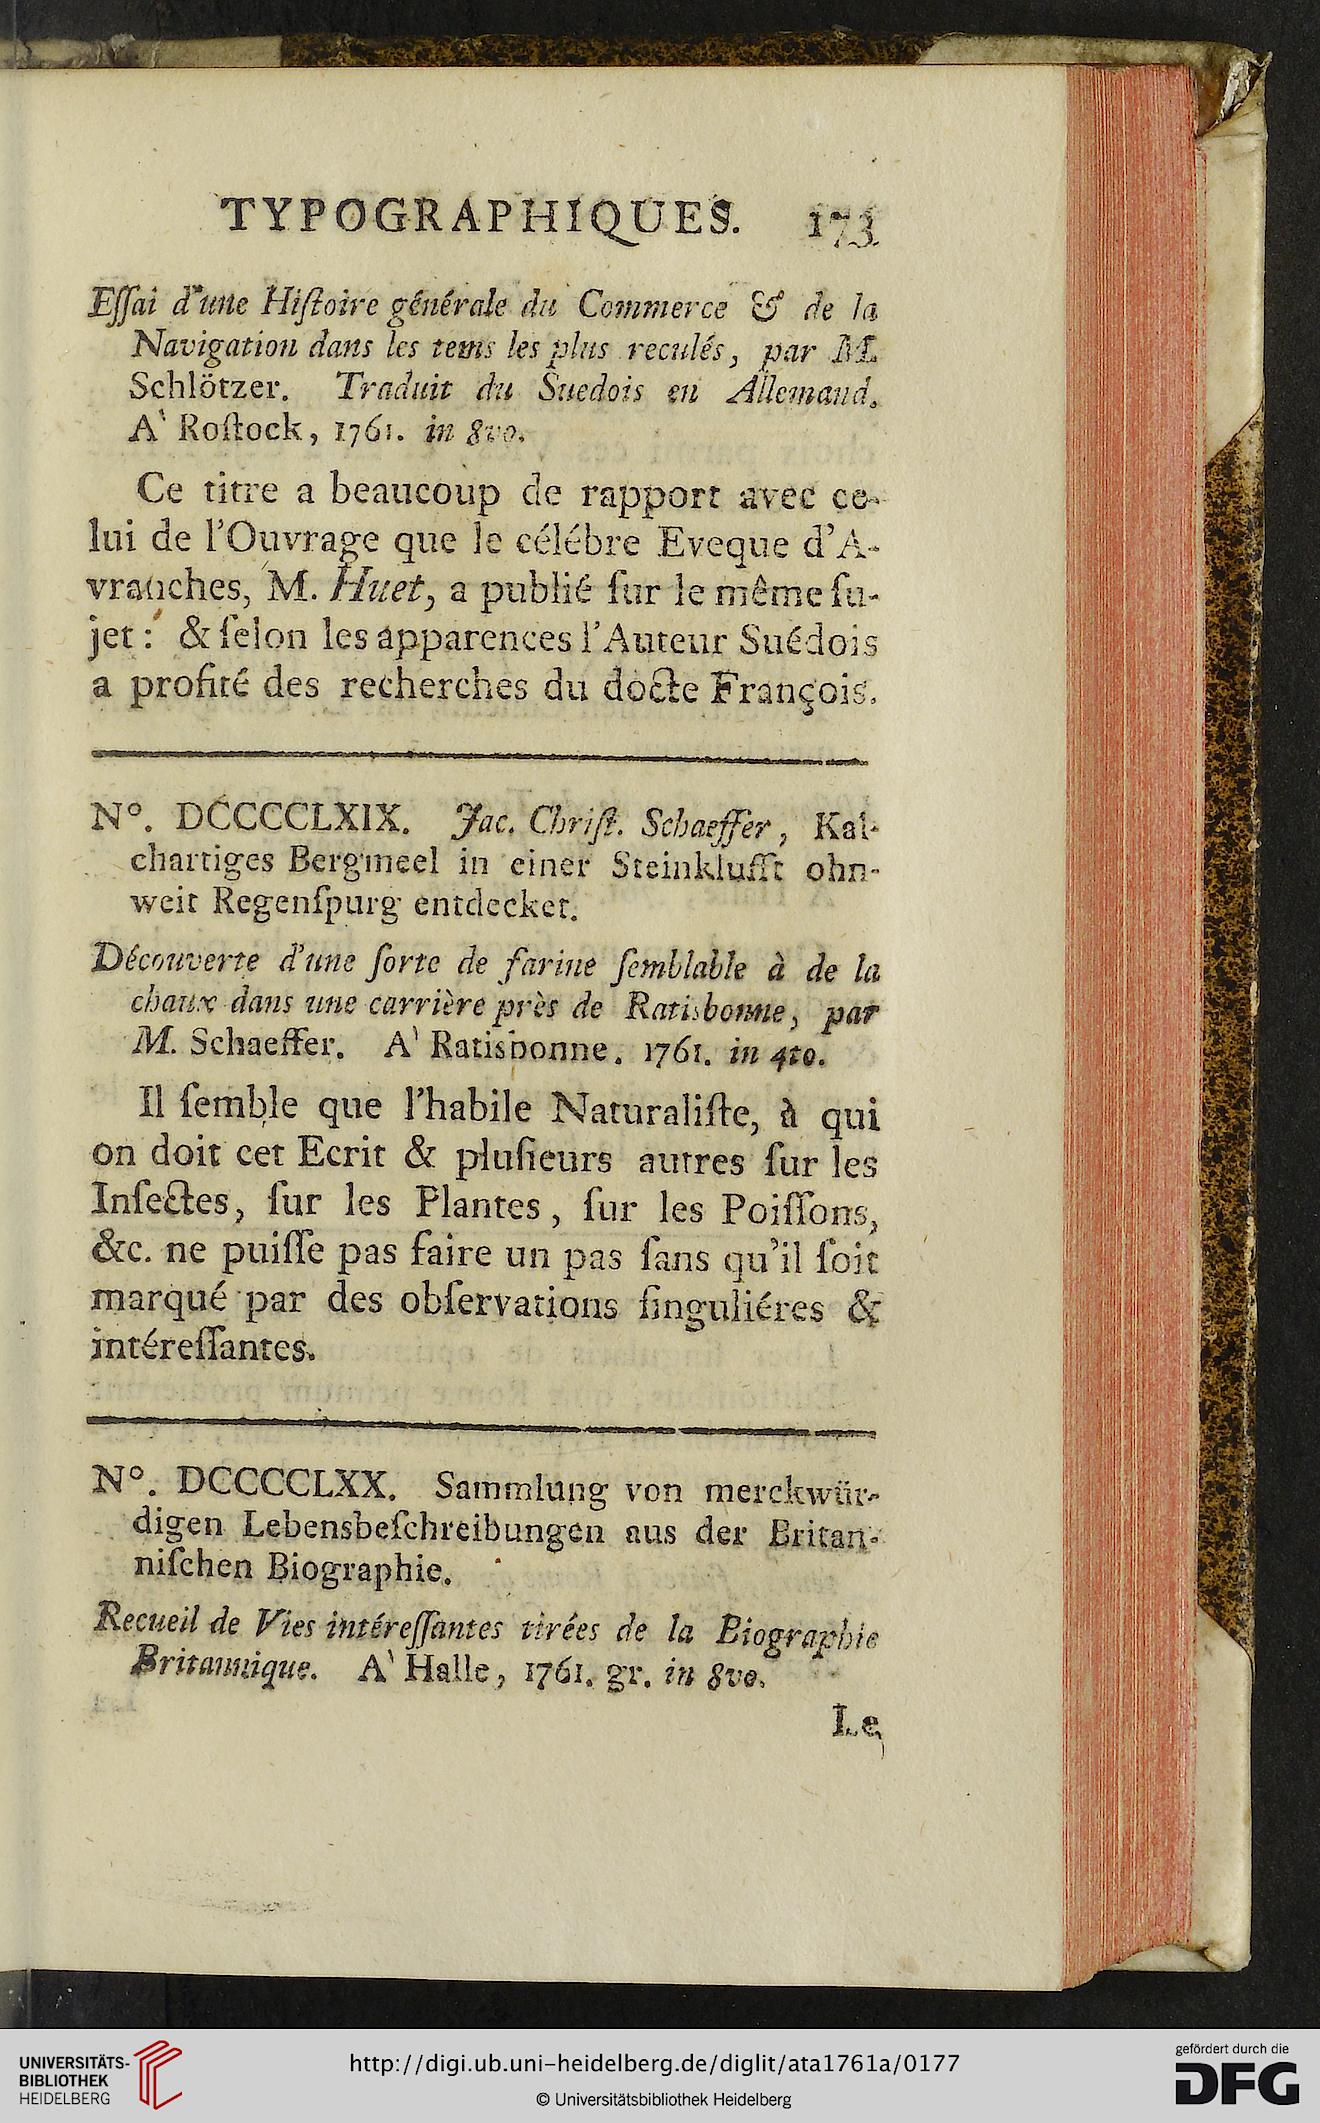 TYPOGRAPHIQUES. 173
Eſſai d'une Hiſtoire générale du Commerce & de la
Navigation dans les tems les plus reculés, par M.
Schlötzer. Traduit du Suedois en Allemand.
A' Roſtock, 1761. in 8vo.
Ce titre a beaucoup de rapport avec ce-
lui de l'Ouvrage que le célébre Eveque d'A-
vranches, M. Huet, a publié ſur le même ſu-
jet: & ſelon les apparences l'Auteur Suédois
a profité des recherches du docte François.
N°. DCCCCLXIX. Jac. Chriſt. Schaeffer, Kal-
chartiges Bergmeel in einer Steinklufft ohn-
weit Regenſpurg entdecket.
Découverte d'une ſorte de farine ſemblable à de la
chaux dans une carrière près de Ratisbonne, par
M. Schaeffer. A' Ratisbonne. 1761. in 4to.
Il ſemble que l'habile Naturaliſte, à qui
on doit cet Ecrit & pluſieurs autres ſur les
Inſectes, ſur les Plantes, ſur les Poiſſons,
&c. ne puiſſe pas faire un pas ſans qu'il ſoit
marqué par des obſervations ſinguliéres &
intéreſſantes.
N°. DCCCCLXX. Sammlung von merckwür-
digen Lebensbeſchreibungen aus der Britan-
niſchen Biographie.
Recueil de Vies intéreſſantes tirées de la Biographie
Britannique. A' Halle, 1761. gr. in 8vo.
Le
UNIVERSITÄTS-
BIBLIOTHEK
HEIDELBERG
http://digi.ub.uni-heidelberg.de/diglit/ata1761a/0177
© Universitätsbibliothek Heidelberg
gefördert durch die
DFG